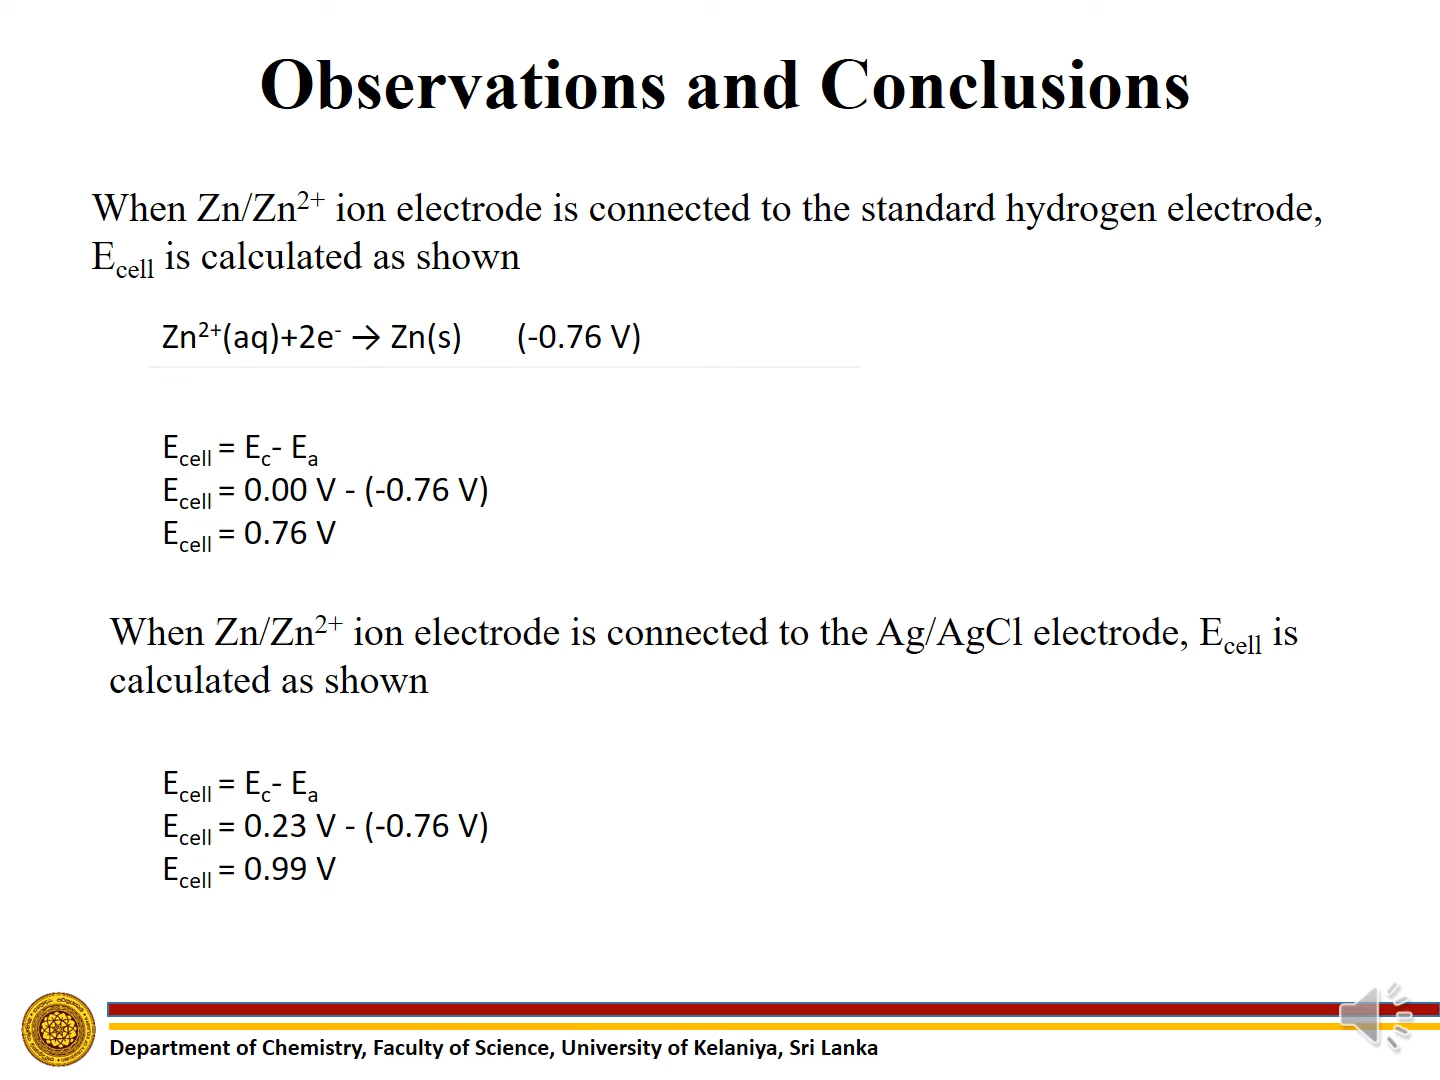 Observations and Conclusions
When Zn/Zn²⁺ ion electrode is connected to the standard hydrogen electrode,
E_cell is calculated as shown
Zn²⁺(aq)+2e⁻ → Zn(s) (-0.76 V)
E_cell = E_c- E_a
E_cell = 0.00 V - (-0.76 V)
E_cell = 0.76 V
When Zn/Zn²⁺ ion electrode is connected to the Ag/AgCl electrode, E_cell is
calculated as shown
E_cell = E_c- E_a
E_cell = 0.23 V - (-0.76 V)
E_cell = 0.99 V
Department of Chemistry, Faculty of Science, University of Kelaniya, Sri Lanka